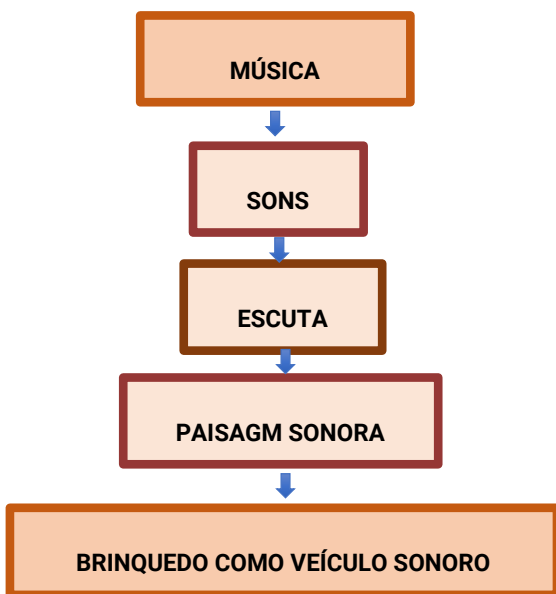 MÚSICA
SONS
ESCUTA
PAISAGM SONORA
BRINQUEDO COMO VEÍCULO SONORO